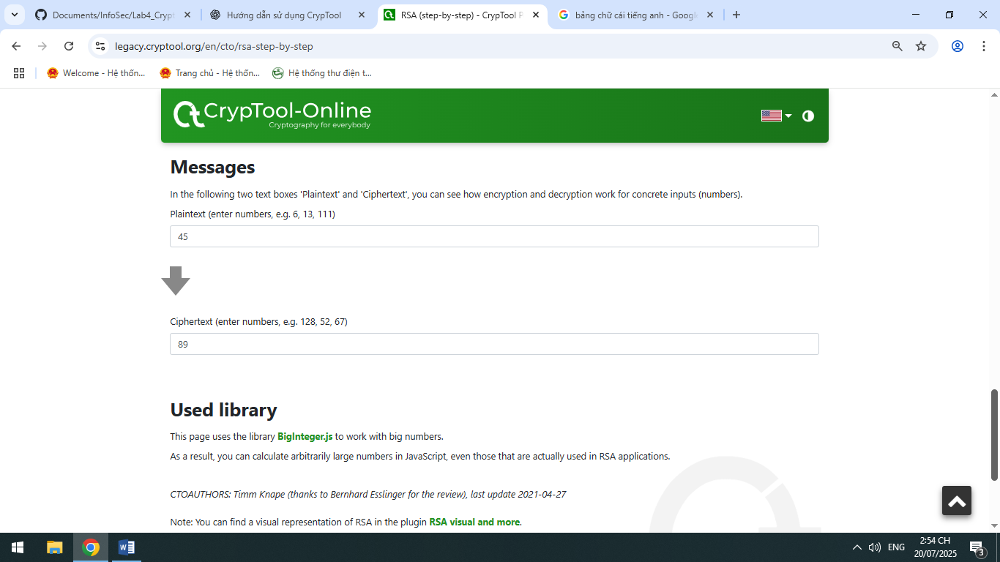 Documents/InfoSec/Lab4_Crypt
Hướng dẫn sử dụng CrypTool
RSA (step-by-step) - CrypTool P
bảng chữ cái tiếng anh - Google
legacy.cryptool.org/en/cto/rsa-step-by-step
Welcome - Hệ thốn...
Trang chủ - Hệ thốn...
Hệ thống thư điện t...
CrypTool-Online
Cryptography for everybody
Messages
In the following two text boxes 'Plaintext' and 'Ciphertext', you can see how encryption and decryption work for concrete inputs (numbers).
Plaintext (enter numbers, e.g. 6, 13, 111)
45
Ciphertext (enter numbers, e.g. 128, 52, 67)
89
Used library
This page uses the library BigInteger.js to work with big numbers.
As a result, you can calculate arbitrarily large numbers in JavaScript, even those that are actually used in RSA applications.
CTOAUTHORS: Timm Knape (thanks to Bernhard Esslinger for the review), last update 2021-04-27
Note: You can find a visual representation of RSA in the plugin RSA visual and more.
ENG
2:54 CH
20/07/2025
3